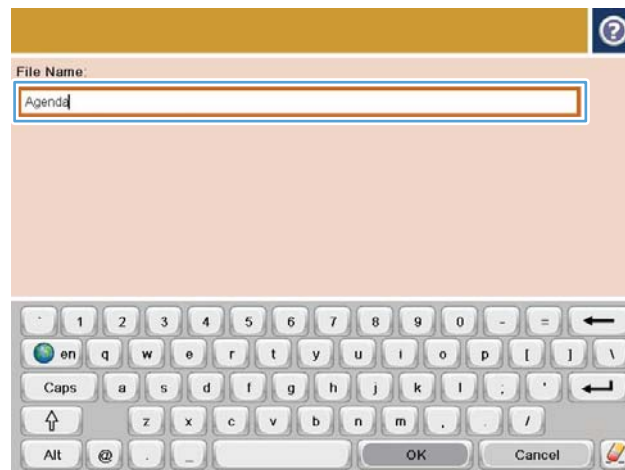 ?
File Name:
Agenda
` 1 2 3 4 5 6 7 8 9 0 - =
en q w e r t y u i o p [ ] \
Caps a s d f g h j k l ; '
z x c v b n m , . /
Alt @ . _ OK Cancel